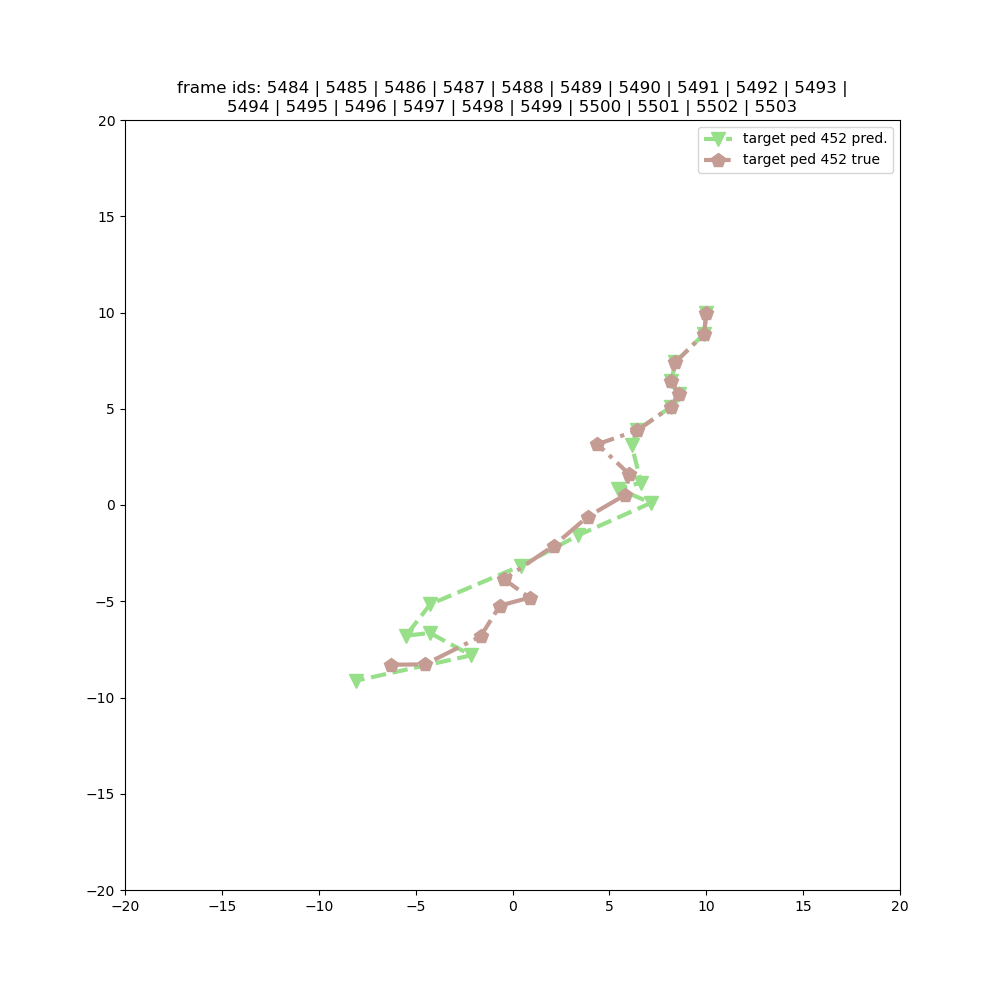 frame ids: 5484 | 5485 | 5486 | 5487 | 5488 | 5489 | 5490 | 5491 | 5492 | 5493 |
5494 | 5495 | 5496 | 5497 | 5498 | 5499 | 5500 | 5501 | 5502 | 5503
target ped 452 pred.
target ped 452 true
20
15
10
5
0
−5
−10
−15
−20
−20 −15 −10 −5 0 5 10 15 20